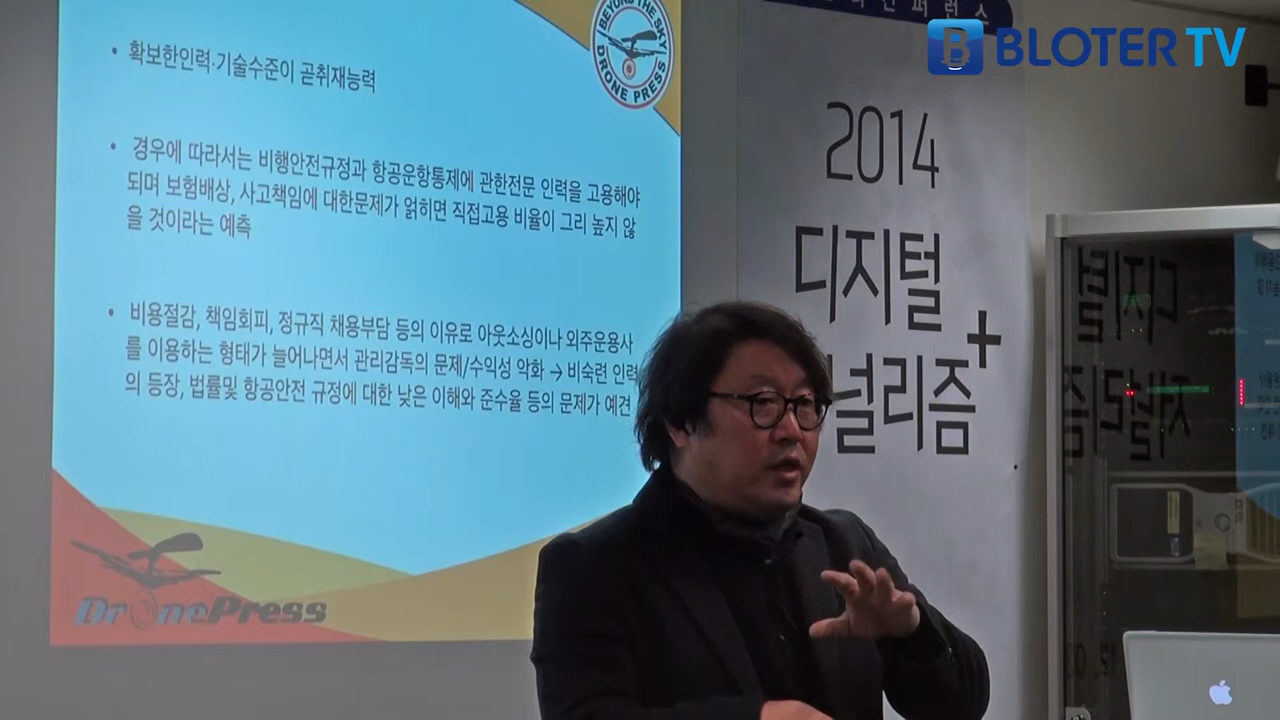 BLOTER TV
컨퍼런스
BEYOND THE SKY
DRONE PRESS
• 확보한인력·기술수준이 곧취재능력
• 경우에 따라서는 비행안전규정과 항공운항통제에 관한전문 인력을 고용해야
되며 보험배상, 사고책임에 대한문제가 얽히면 직접고용 비율이 그리 높지 않
을 것이라는 예측
• 비용절감, 책임회피, 정규직 채용부담 등의 이유로 아웃소싱이나 외주운용사
를 이용하는 형태가 늘어나면서 관리감독의 문제/수익성 악화 → 비숙련 인력
의 등장, 법률및 항공안전 규정에 대한 낮은 이해와 준수율 등의 문제가 예견
DronePress
2014
디지털
+
널리즘